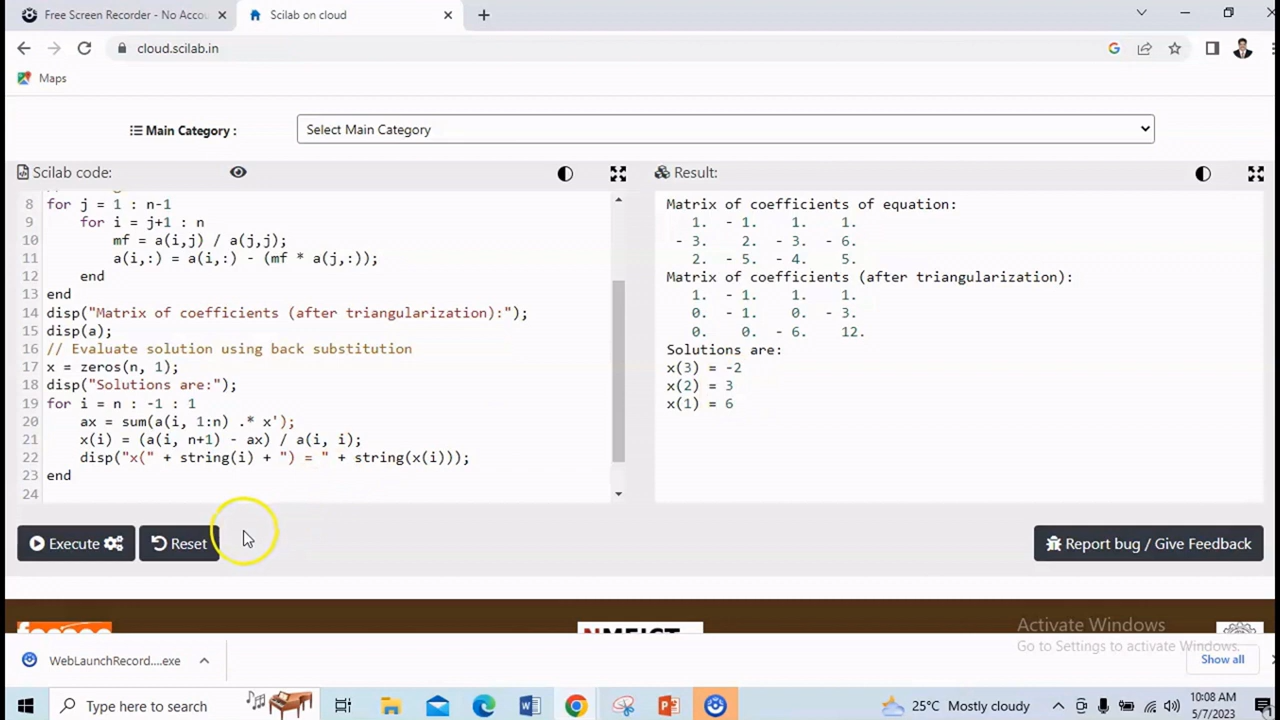 Free Screen Recorder - No Accou
Scilab on cloud
cloud.scilab.in
Maps
Main Category :
Select Main Category
Scilab code:
8 for j = 1 : n-1
9 for i = j+1 : n
10 mf = a(i,j) / a(j,j);
11 a(i,:) = a(i,:) - (mf * a(j,:));
12 end
13 end
14 disp("Matrix of coefficients (after triangularization):");
15 disp(a);
16 // Evaluate solution using back substitution
17 x = zeros(n, 1);
18 disp("Solutions are:");
19 for i = n : -1 : 1
20 ax = sum(a(i, 1:n) .* x');
21 x(i) = (a(i, n+1) - ax) / a(i, i);
22 disp("x(" + string(i) + ") = " + string(x(i)));
23 end
24
Result:
Matrix of coefficients of equation:
1. - 1. 1. 1.
- 3. 2. - 3. - 6.
2. - 5. - 4. 5.
Matrix of coefficients (after triangularization):
1. - 1. 1. 1.
0. - 1. 0. - 3.
0. 0. - 6. 12.
Solutions are:
x(3) = -2
x(2) = 3
x(1) = 6
Execute
Reset
Report bug / Give Feedback
Activate Windows
Go to Settings to activate Windows.
WebLaunchRecord....exe
Show all
Type here to search
25°C Mostly cloudy
10:08 AM
5/7/2023